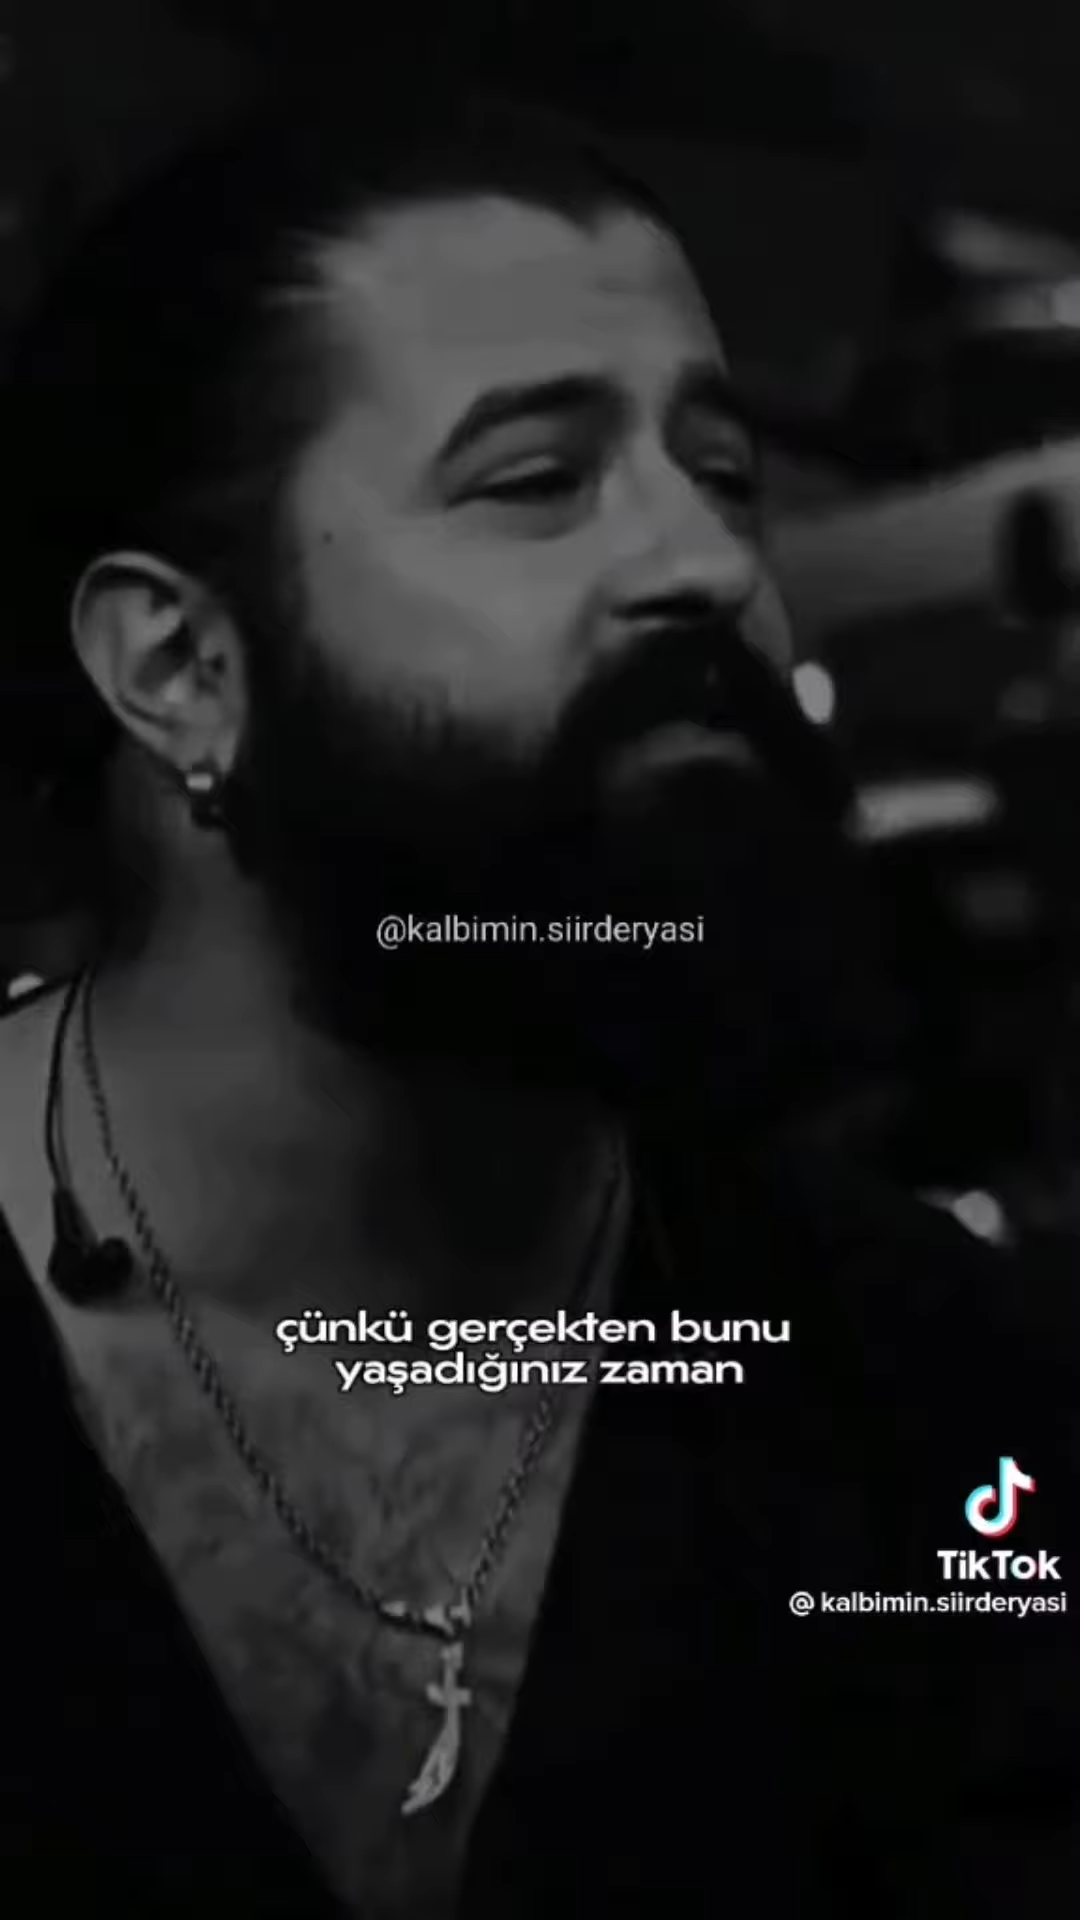 @kalbimin.siirderyasi
çünkü gerçekten bunu
yaşadığınız zaman
TikTok
@ kalbimin.siirderyasi